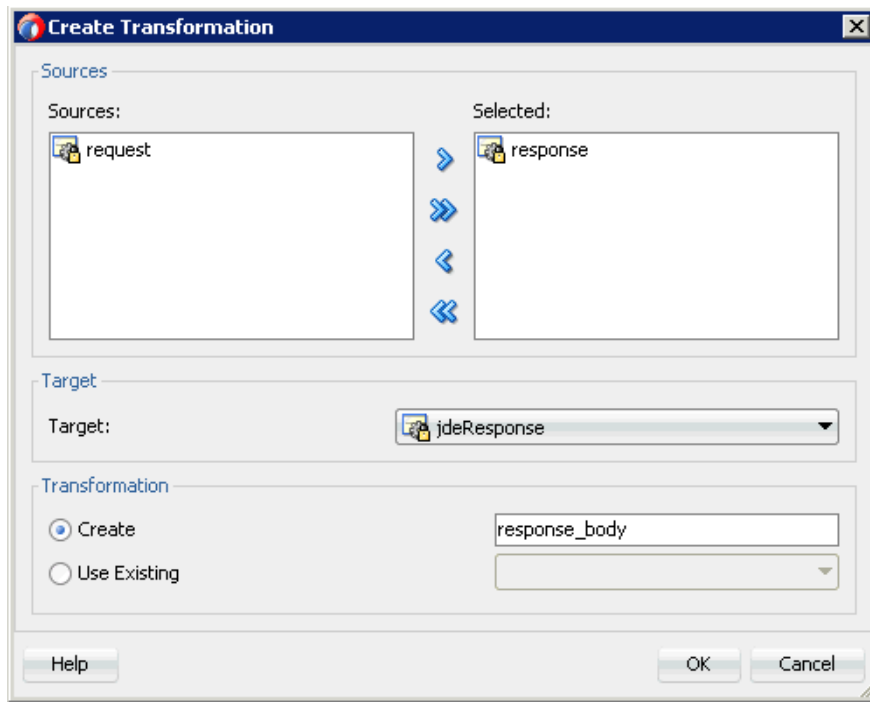 Create Transformation
Sources
Sources:
Selected:
request
response
Target
Target:
jdeResponse
Transformation
Create
response_body
Use Existing
Help
OK
Cancel